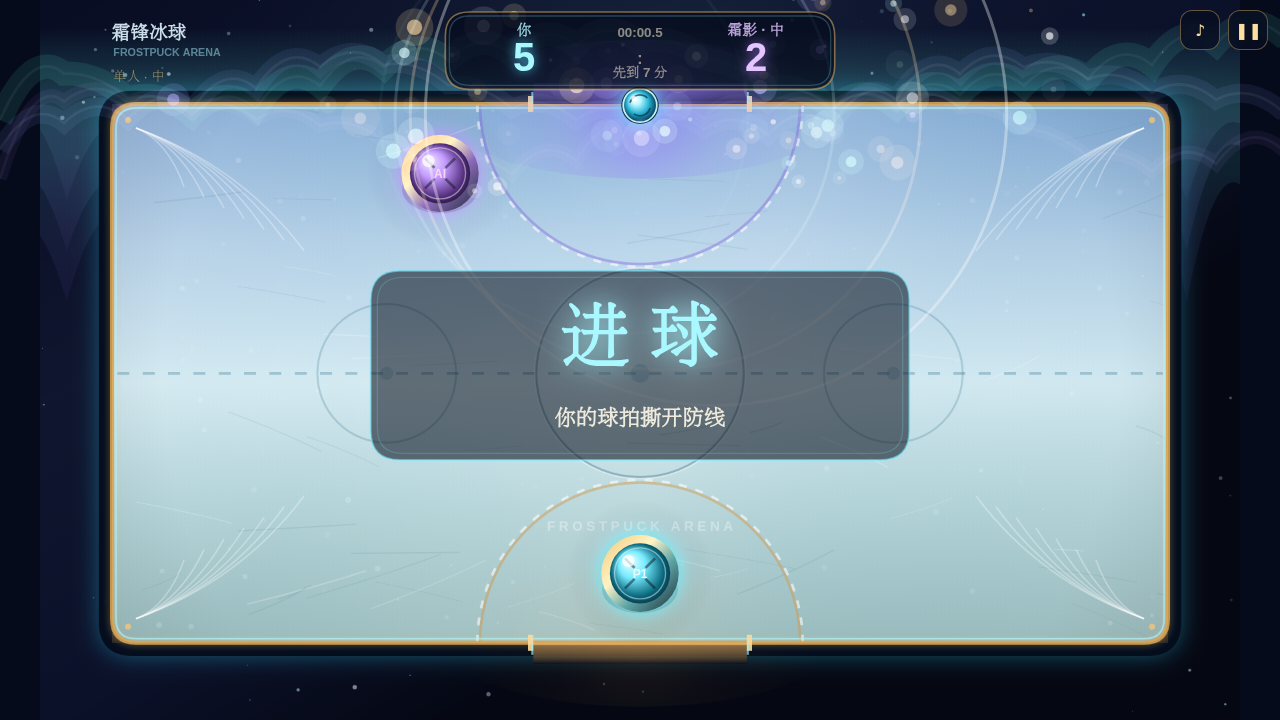 霜锋冰球
FROSTPUCK ARENA
单人 · 中
你
5
00:00.5
:
先到 7 分
霜影 · 中
2
♪
AI
进 球
你的球拍撕开防线
FROSTPUCK ARENA
P1